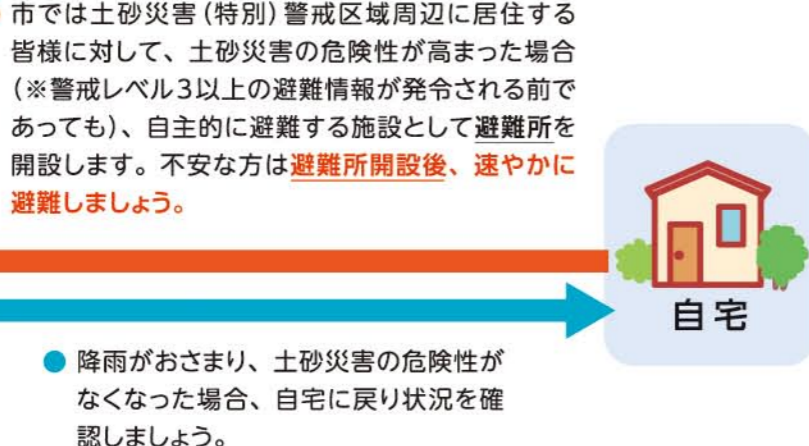 市では土砂災害(特別)警戒区域周辺に居住する
皆様に対して、土砂災害の危険性が高まった場合
(※警戒レベル3以上の避難情報が発令される前で
あっても)、自主的に避難する施設として避難所を
開設します。不安な方は避難所開設後、速やかに
避難しましょう。
自宅
● 降雨がおさまり、土砂災害の危険性が
なくなった場合、自宅に戻り状況を確
認しましょう。